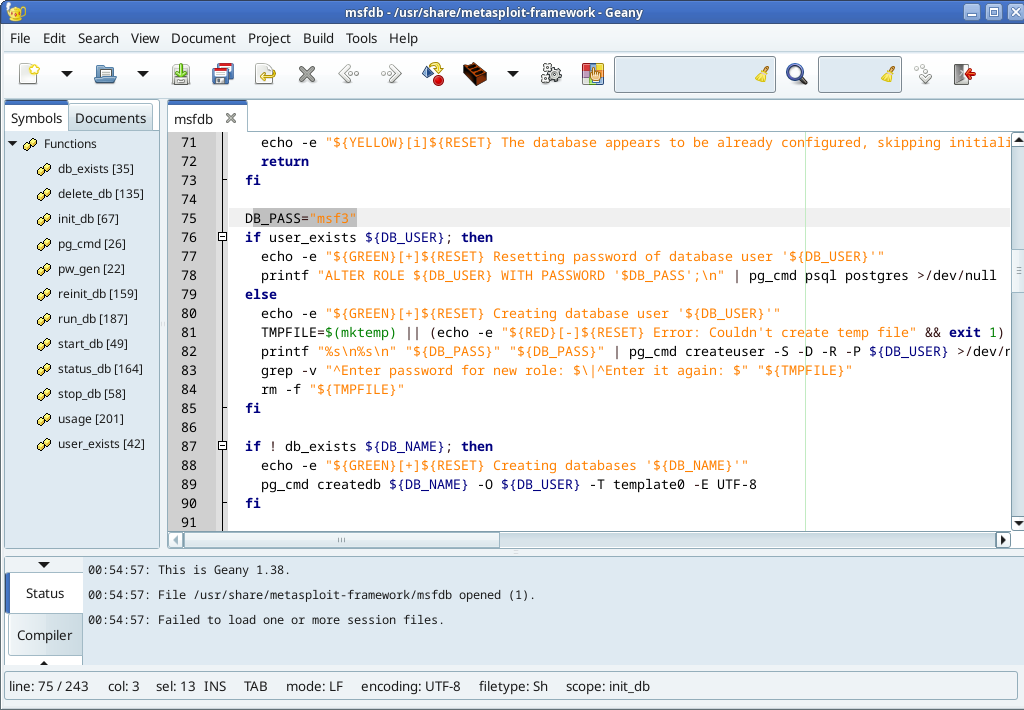 msfdb - /usr/share/metasploit-framework - Geany
File Edit Search View Document Project Build Tools Help
Symbols Documents
Functions
db_exists [35]
delete_db [135]
init_db [67]
pg_cmd [26]
pw_gen [22]
reinit_db [159]
run_db [187]
start_db [49]
status_db [164]
stop_db [58]
usage [201]
user_exists [42]
msfdb
71 echo -e "${YELLOW}[i]${RESET} The database appears to be already configured, skipping initiali
72 return
73 fi
74
75 DB_PASS="msf3"
76 if user_exists ${DB_USER}; then
77 echo -e "${GREEN}[+]${RESET} Resetting password of database user '${DB_USER}'"
78 printf "ALTER ROLE ${DB_USER} WITH PASSWORD '$DB_PASS';\n" | pg_cmd psql postgres >/dev/null
79 else
80 echo -e "${GREEN}[+]${RESET} Creating database user '${DB_USER}'"
81 TMPFILE=$(mktemp) || (echo -e "${RED}[-]${RESET} Error: Couldn't create temp file" && exit 1)
82 printf "%s\n%s\n" "${DB_PASS}" "${DB_PASS}" | pg_cmd createuser -S -D -R -P ${DB_USER} >/dev/n
83 grep -v "^Enter password for new role: $\|^Enter it again: $" "${TMPFILE}"
84 rm -f "${TMPFILE}"
85 fi
86
87 if ! db_exists ${DB_NAME}; then
88 echo -e "${GREEN}[+]${RESET} Creating databases '${DB_NAME}'"
89 pg_cmd createdb ${DB_NAME} -O ${DB_USER} -T template0 -E UTF-8
90 fi
91
Status
Compiler
00:54:57: This is Geany 1.38.
00:54:57: File /usr/share/metasploit-framework/msfdb opened (1).
00:54:57: Failed to load one or more session files.
line: 75 / 243 col: 3 sel: 13 INS TAB mode: LF encoding: UTF-8 filetype: Sh scope: init_db